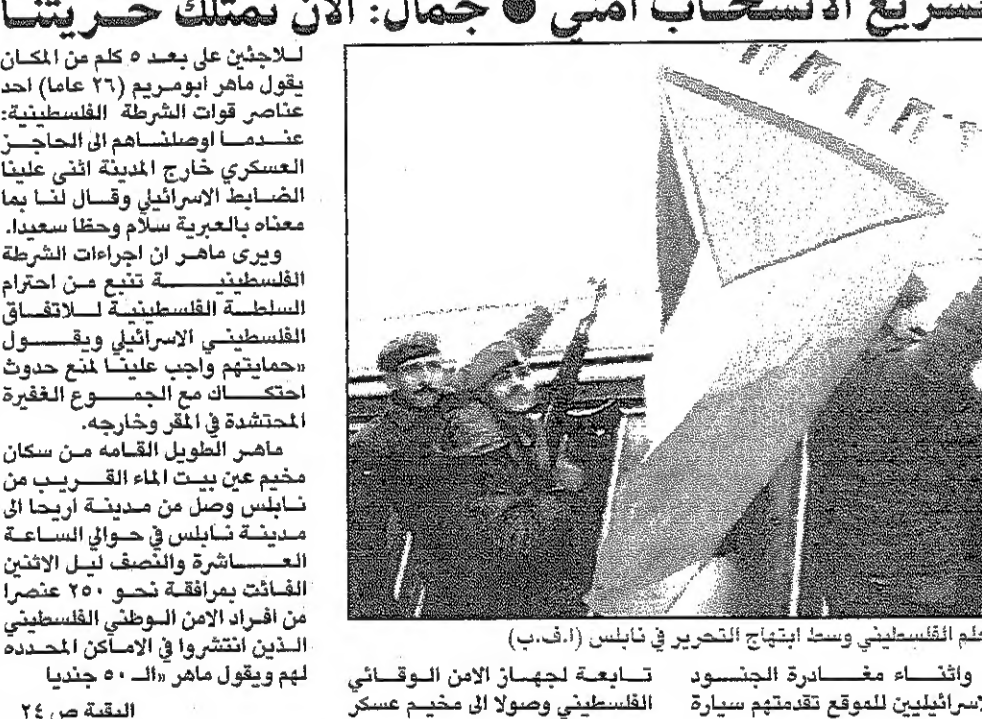 تسريع الانسحاب امني ● جمال: الان نمتلك حريتنا
واثناء مغادرة الجنود
الاسرائيليين للموقع تقدمتهم سيارة
تابعة لجهاز الامن الوقائي
الفلسطيني وصولا الى مخيم عسكر
للاجئين على بعد ٥ كلم من المكان
يقول ماهر ابومريم (٢٦ عاما) احد
عناصر قوات الشرطة الفلسطينية:
عندما اوصلناهم الى الحاجز
العسكري خارج المدينة اثنى علينا
الضابط الاسرائيلي وقال لنا بما
معناه بالعبرية سلام وحظا سعيدا.
ويرى ماهر ان اجراءات الشرطة
الفلسطينية تنبع من احترام
السلطة الفلسطينية للاتفاق
الفلسطيني الاسرائيلي ويقول
«حمايتهم واجب علينا لمنع حدوث
احتكاك مع الجموع الغفيرة
المحتشدة في المقر وخارجه.
ماهر الطويل القامه من سكان
مخيم عين بيت الماء القريب من
نابلس وصل من مدينة اريحا الى
مدينة نابلس في حوالي الساعة
العاشرة والنصف ليل الاثنين
الفائت بمرافقة نحو ٢٥٠ عنصرا
من افراد الامن الوطني الفلسطيني
الذين انتشروا في الاماكن المحدده
لهم ويقول ماهر «الـ ٥٠ جنديا
البقية ص ٢٤
علم الفلسطيني وسط ابتهاج التحرير في نابلس (ا.ف.ب)